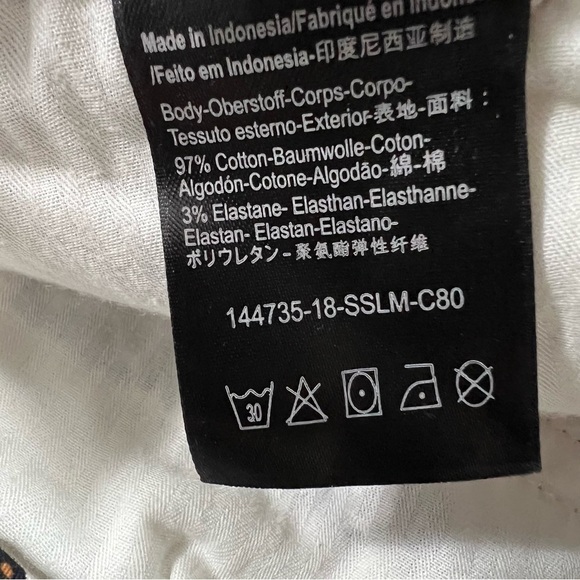 Made in Indonesia/Fabriqué en Indonesia
/Feito em Indonesia-印度尼西亚制造
Body-Oberstoff-Corps-Corpo-
Tessuto esterno-Exterior-表地-面料：
97% Cotton-Baumwolle-Coton-
Algodón-Cotone-Algodão-綿-棉
3% Elastane- Elasthan-Elasthanne-
Elastan- Elastan-Elastano-
ポリウレタン-聚氨酯弹性纤维
144735-18-SSLM-C80
30